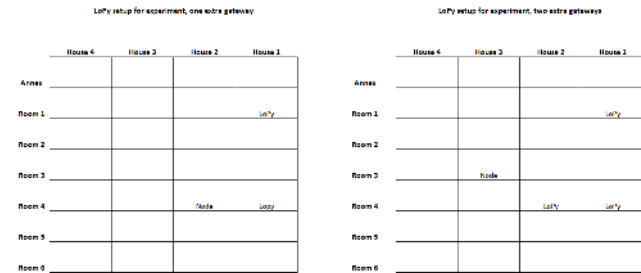 LoPy setup for experiment, one extra gateway
House 4 House 3 House 2 House 1
Annex
Room 1 LoPy
Room 2
Room 3
Room 4 Node Lopy
Room 5
Room 6
LoPy setup for experiment, two extra gateways
House 4 House 3 House 2 House 1
Annex
Room 1 LoPy
Room 2
Room 3 Node
Room 4 LoPy LoPy
Room 5
Room 6